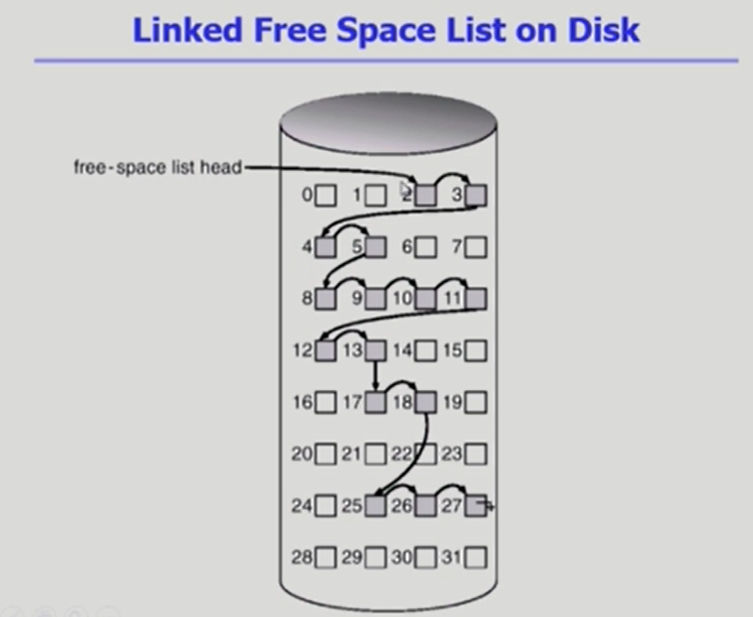 Linked Free Space List on Disk
free-space list head
0 1 2 3
4 5 6 7
8 9 10 11
12 13 14 15
16 17 18 19
20 21 22 23
24 25 26 27
28 29 30 31